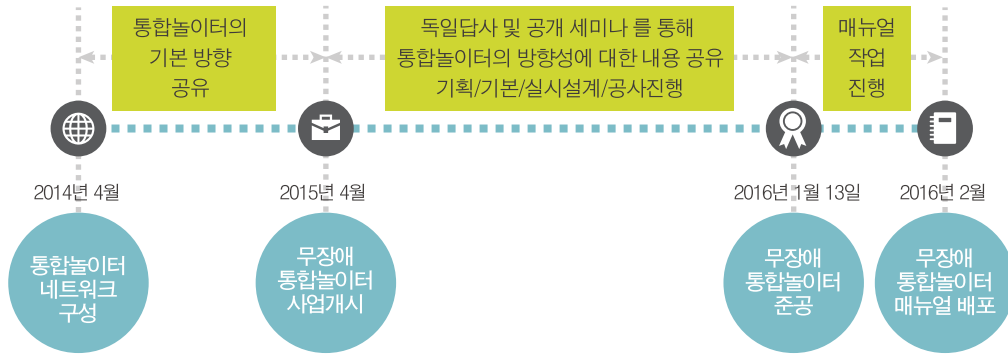 통합놀이터의
기본 방향
공유
독일답사 및 공개 세미나 를 통해
통합놀이터의 방향성에 대한 내용 공유
기획/기본/실시설계/공사진행
매뉴얼
작업
진행
2014년 4월
2015년 4월
2016년 1월 13일
2016년 2월
통합놀이터
네트워크
구성
무장애
통합놀이터
사업개시
무장애
통합놀이터
준공
무장애
통합놀이터
매뉴얼 배포